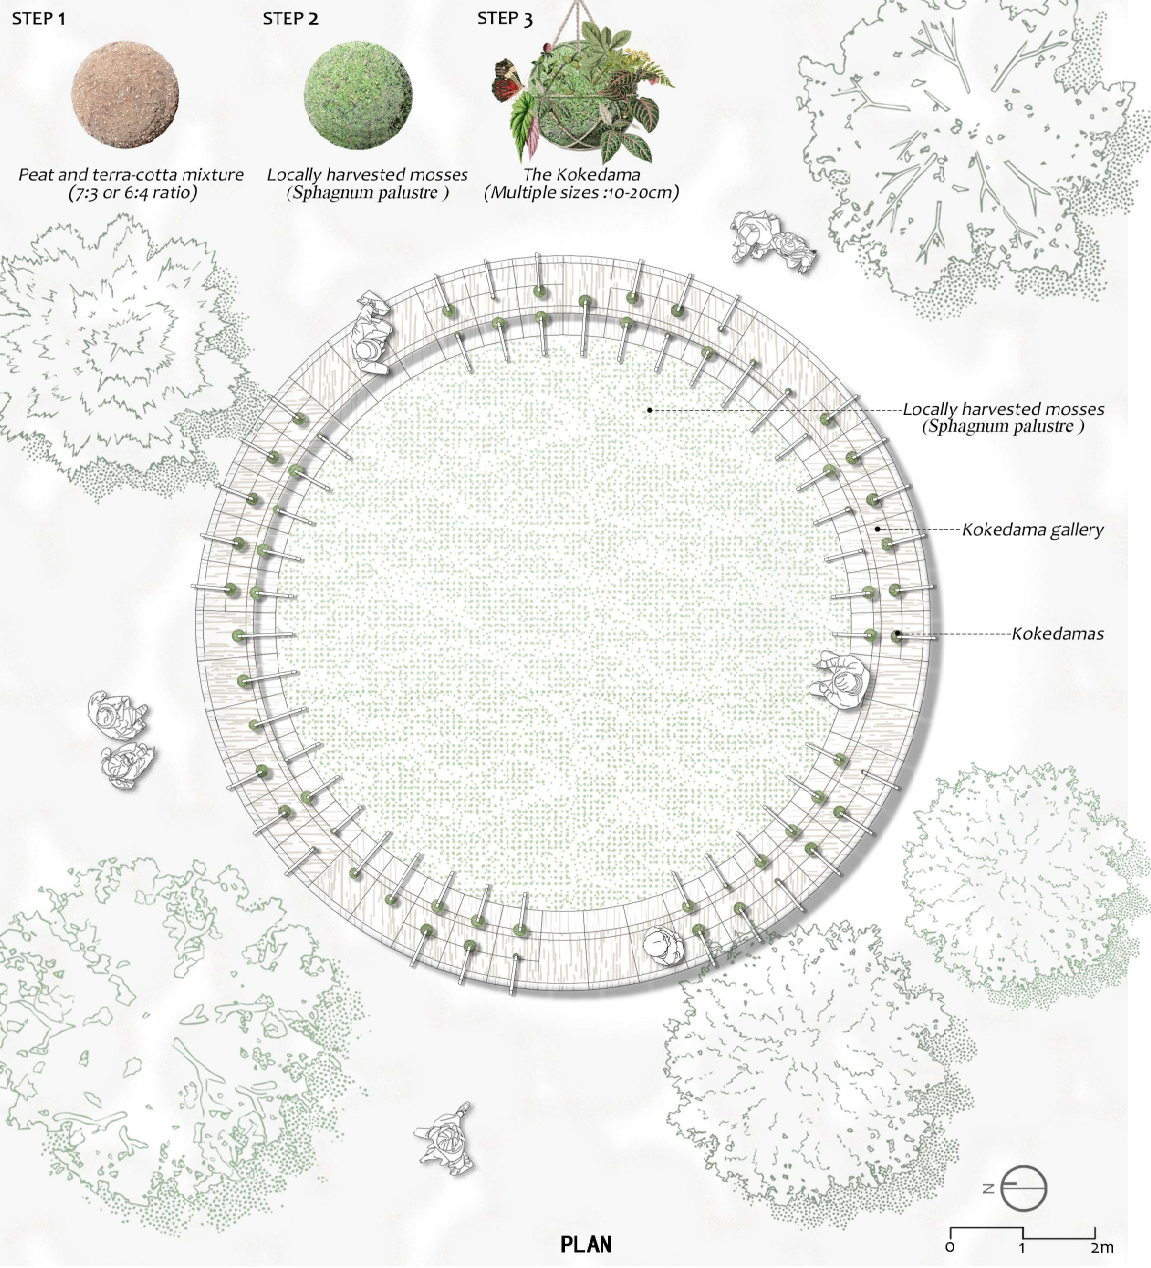 STEP 1
STEP 2
STEP 3
Peat and terra-cotta mixture
(7:3 or 6:4 ratio)
Locally harvested mosses
(Sphagnum palustre )
The Kokedama
(Multiple sizes :10-20cm)
Locally harvested mosses
(Sphagnum palustre )
Kokedama gallery
Kokedamas
N
0 1 2m
PLAN